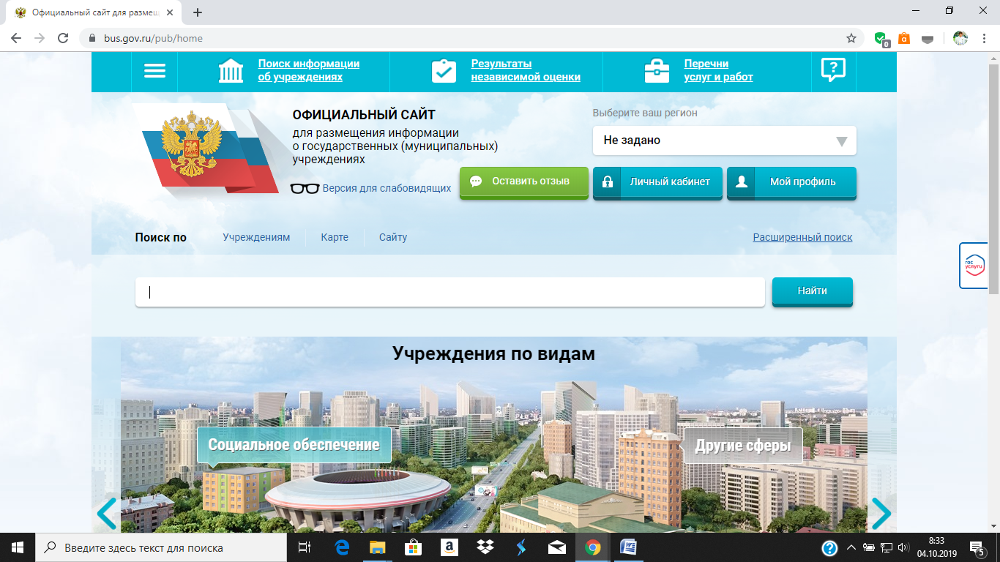 Официальный сайт для размещ
bus.gov.ru/pub/home
0
Поиск информации
об учреждениях
Результаты
независимой оценки
Перечни
услуг и работ
ОФИЦИАЛЬНЫЙ САЙТ
для размещения информации
о государственных (муниципальных)
учреждениях
Версия для слабовидящих
Выберите ваш регион
Не задано
Оставить отзыв
Личный кабинет
Мой профиль
Поиск по
Учреждениям
Карте
Сайту
Расширенный поиск
гос
услуги
Найти
Учреждения по видам
Социальное обеспечение
Другие сферы
Введите здесь текст для поиска
8:33
04.10.2019
5